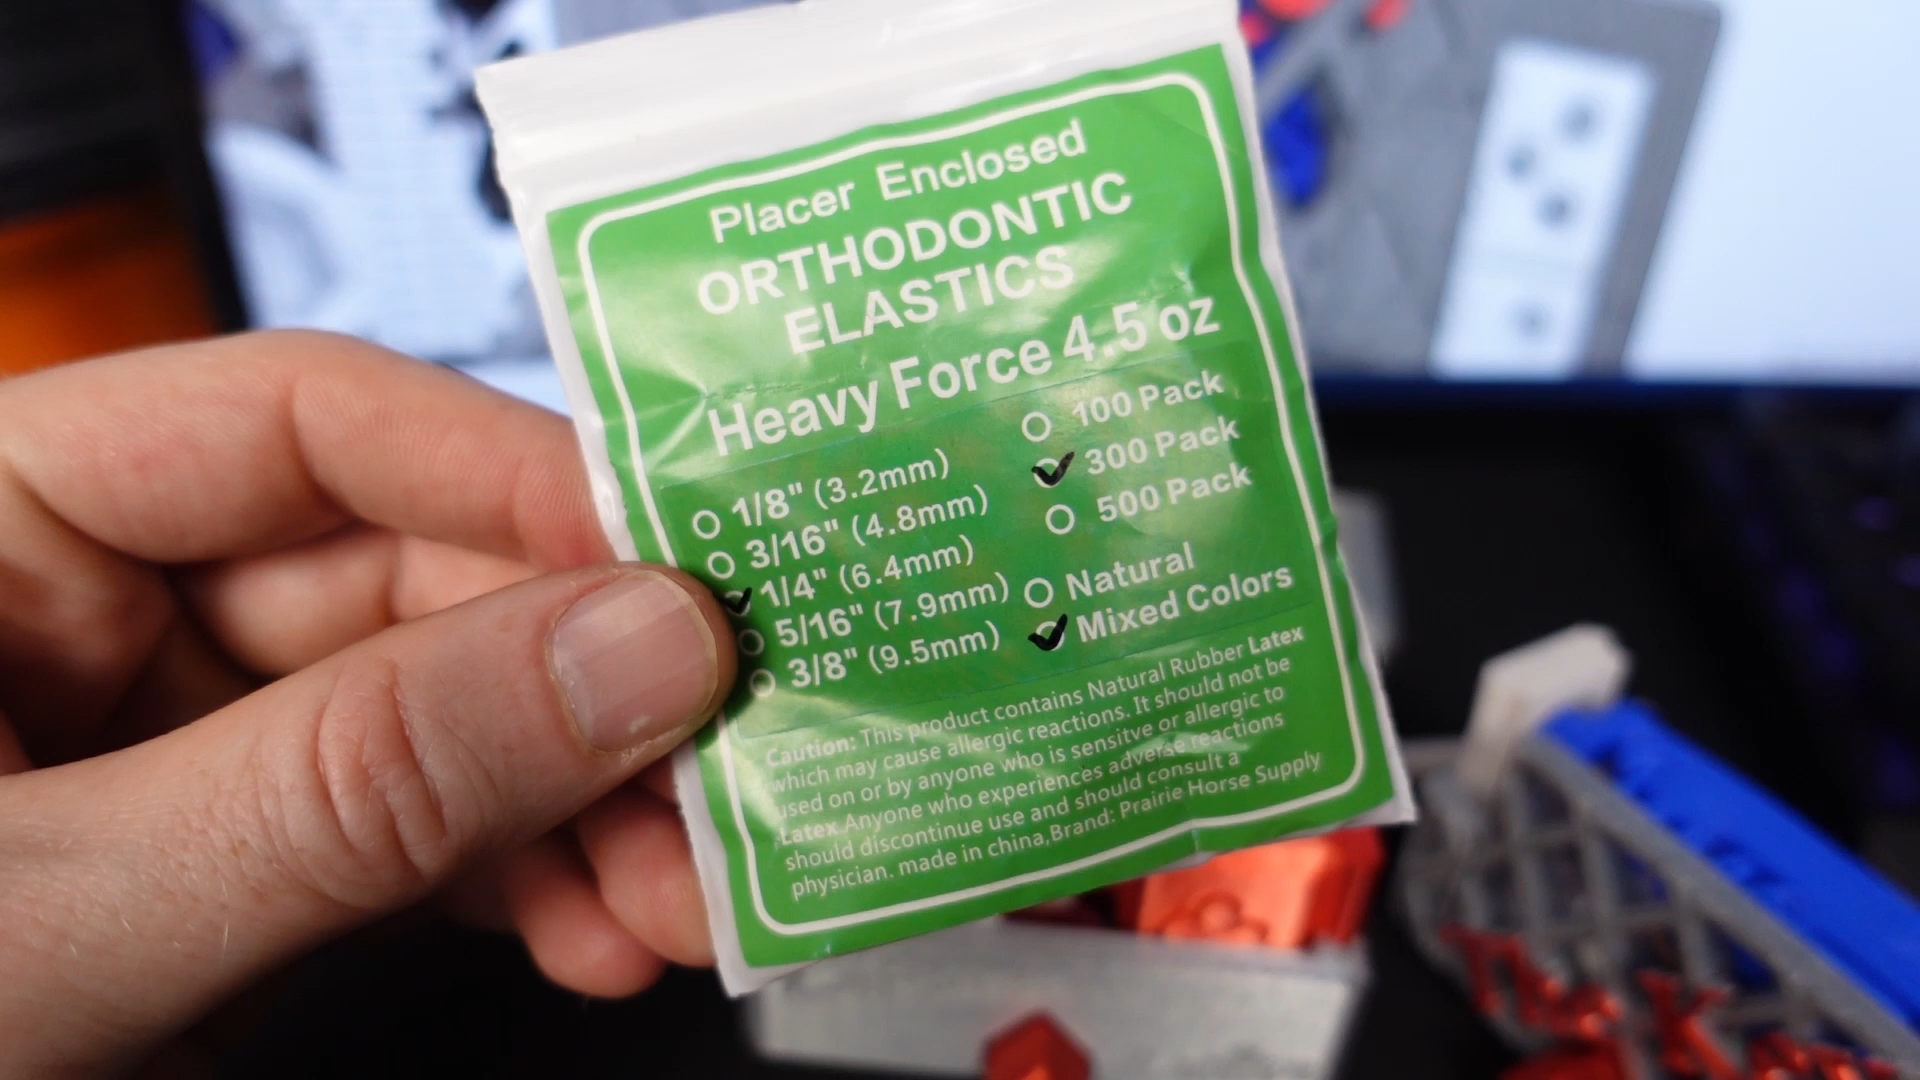 Placer Enclosed
ORTHODONTIC
ELASTICS
Heavy Force 4.5 oz
1/8" (3.2mm)
3/16" (4.8mm)
1/4" (6.4mm)
5/16" (7.9mm)
3/8" (9.5mm)
100 Pack
300 Pack
500 Pack
Natural
Mixed Colors
Caution: This product contains Natural Rubber Latex
which may cause allergic reactions. It should not be
used on or by anyone who is sensitve or allergic to
Latex Anyone who experiences adverse reactions
should discontinue use and should consult a
physician. made in china,Brand: Prairie Horse Supply